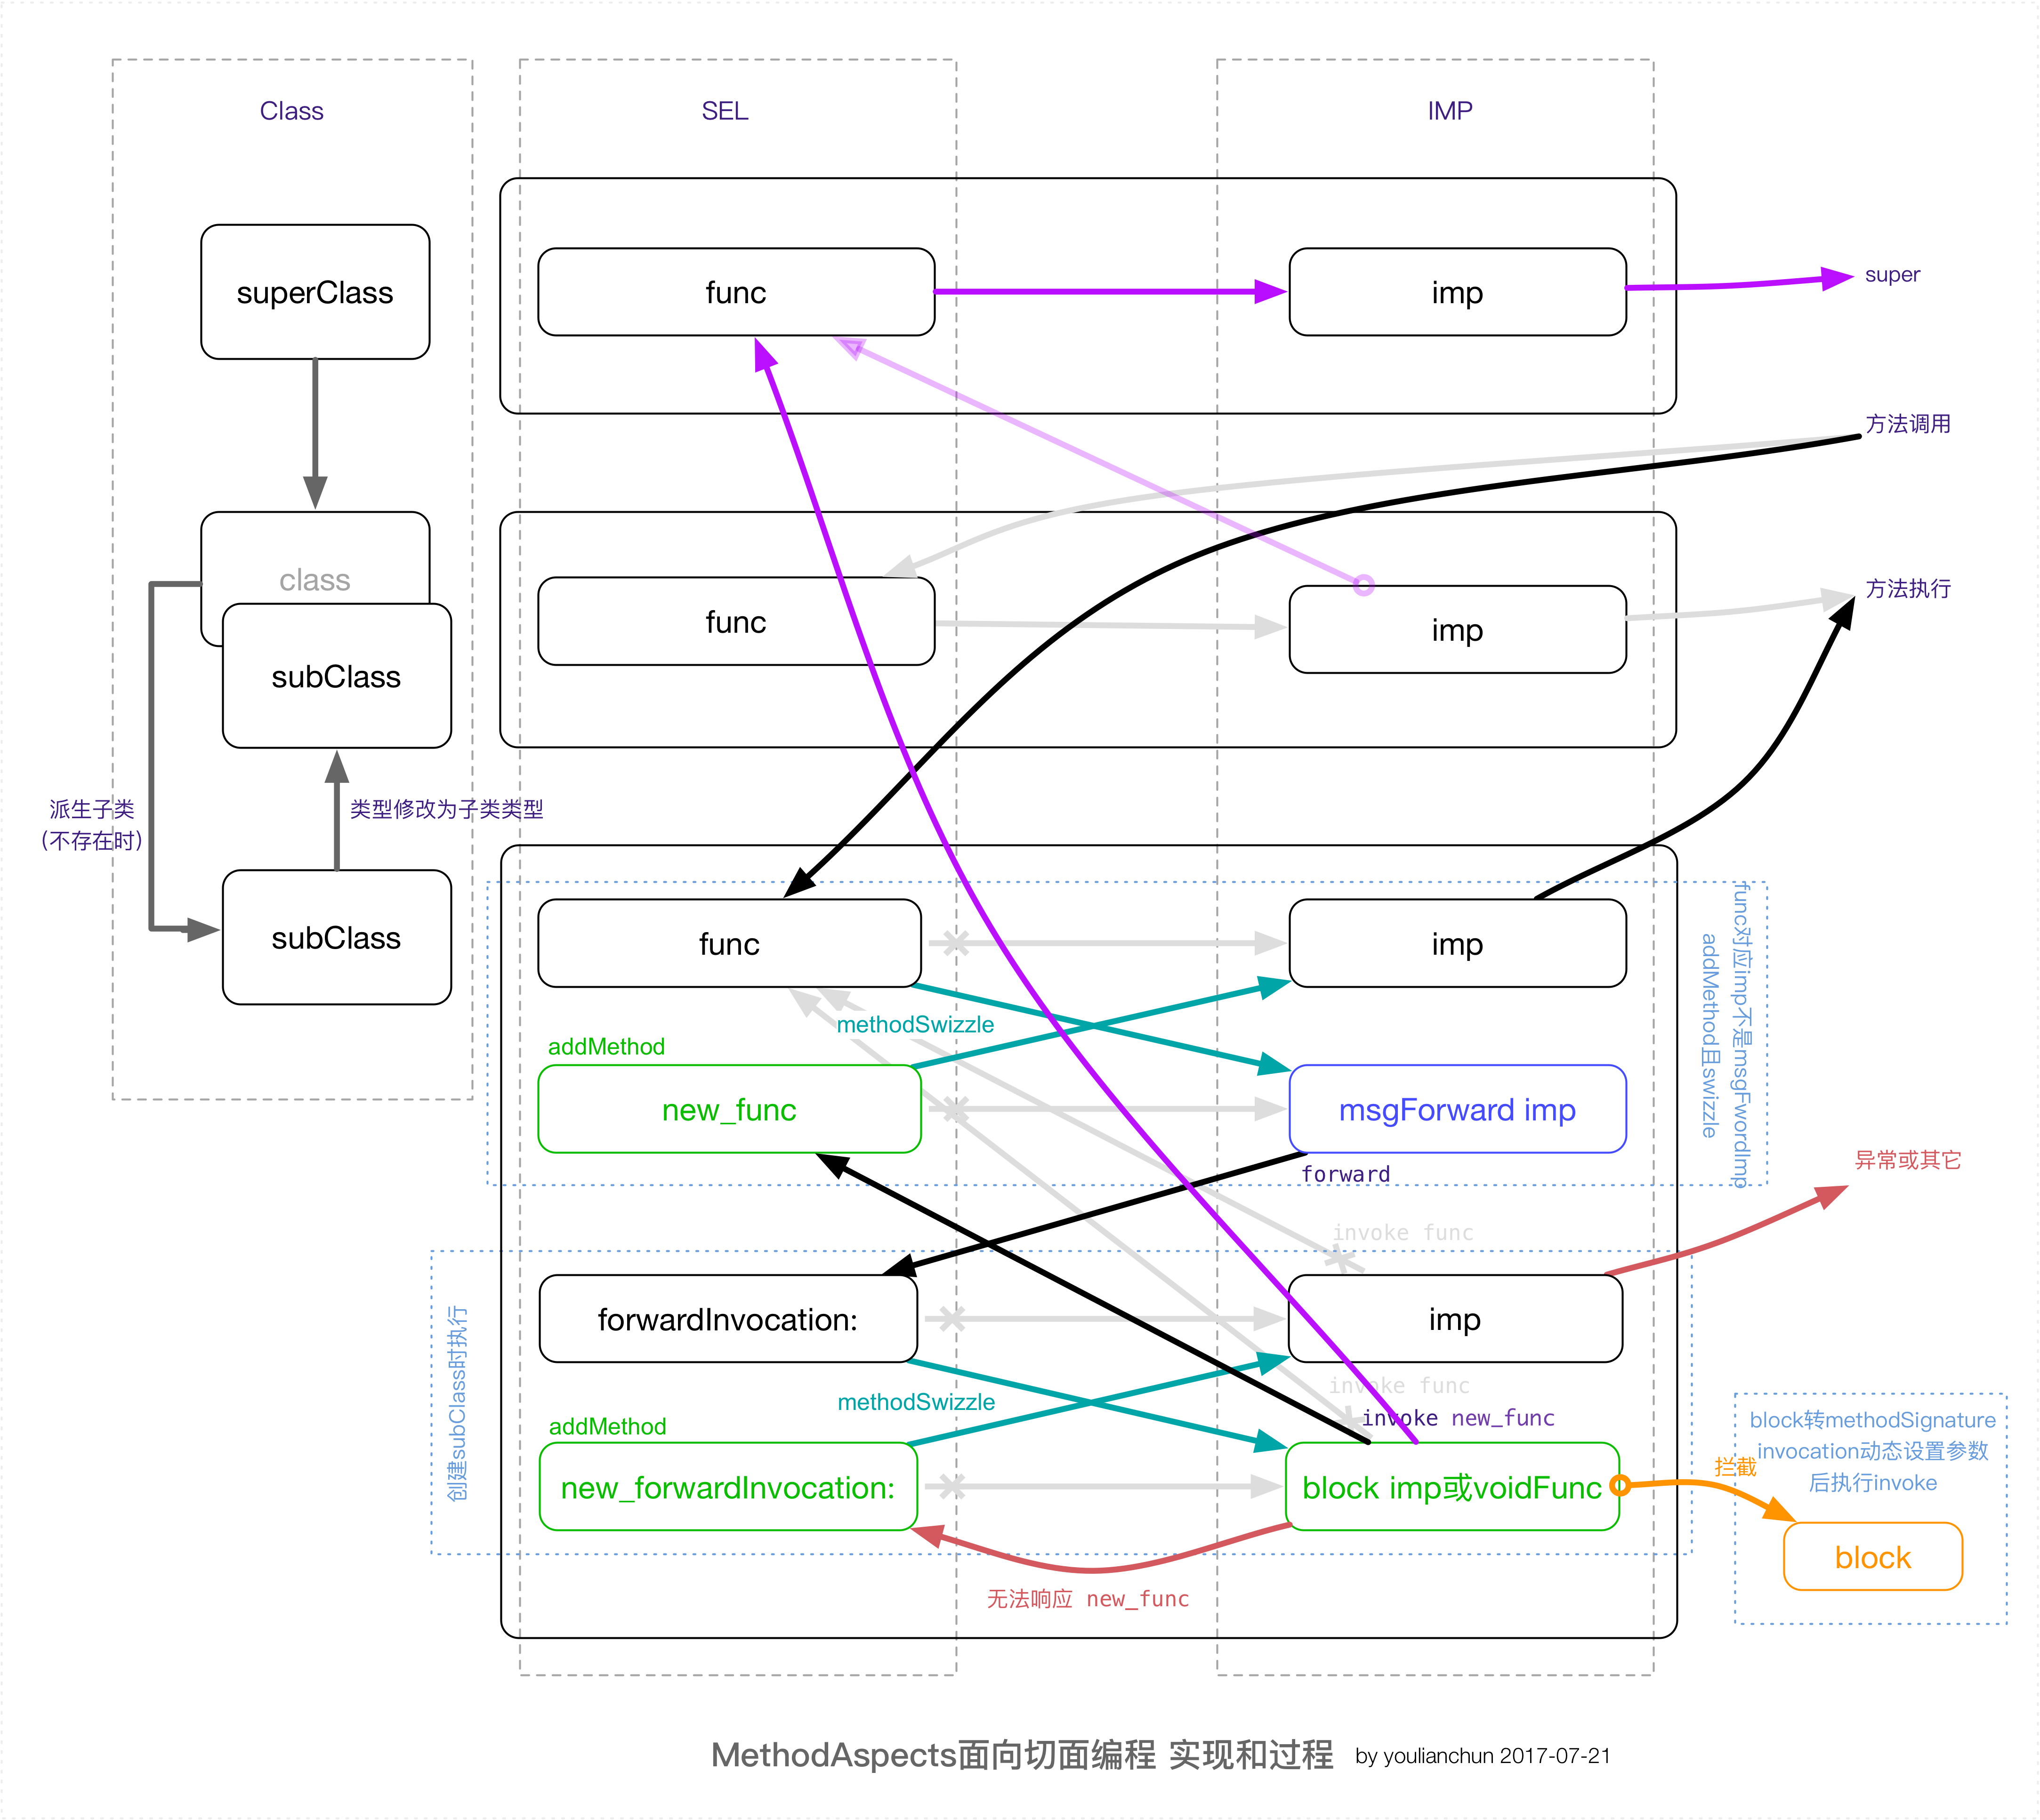 Class
SEL
IMP
superClass
func
imp
super
方法调用
class
func
imp
方法执行
subClass
派生子类
(不存在时)
类型修改为子类类型
subClass
func
imp
func对应imp不是msgFwordImp
addMethod且swizzle
methodSwizzle
addMethod
new_func
msgForward imp
forward
异常或其它
invoke func
创建subClass时执行
forwardInvocation:
imp
methodSwizzle
invoke func
invoke new_func
addMethod
new_forwardInvocation:
block imp或voidFunc
拦截
block转methodSignature
invocation动态设置参数
后执行invoke
block
无法响应 new_func
MethodAspects面向切面编程 实现和过程 by youlianchun 2017-07-21